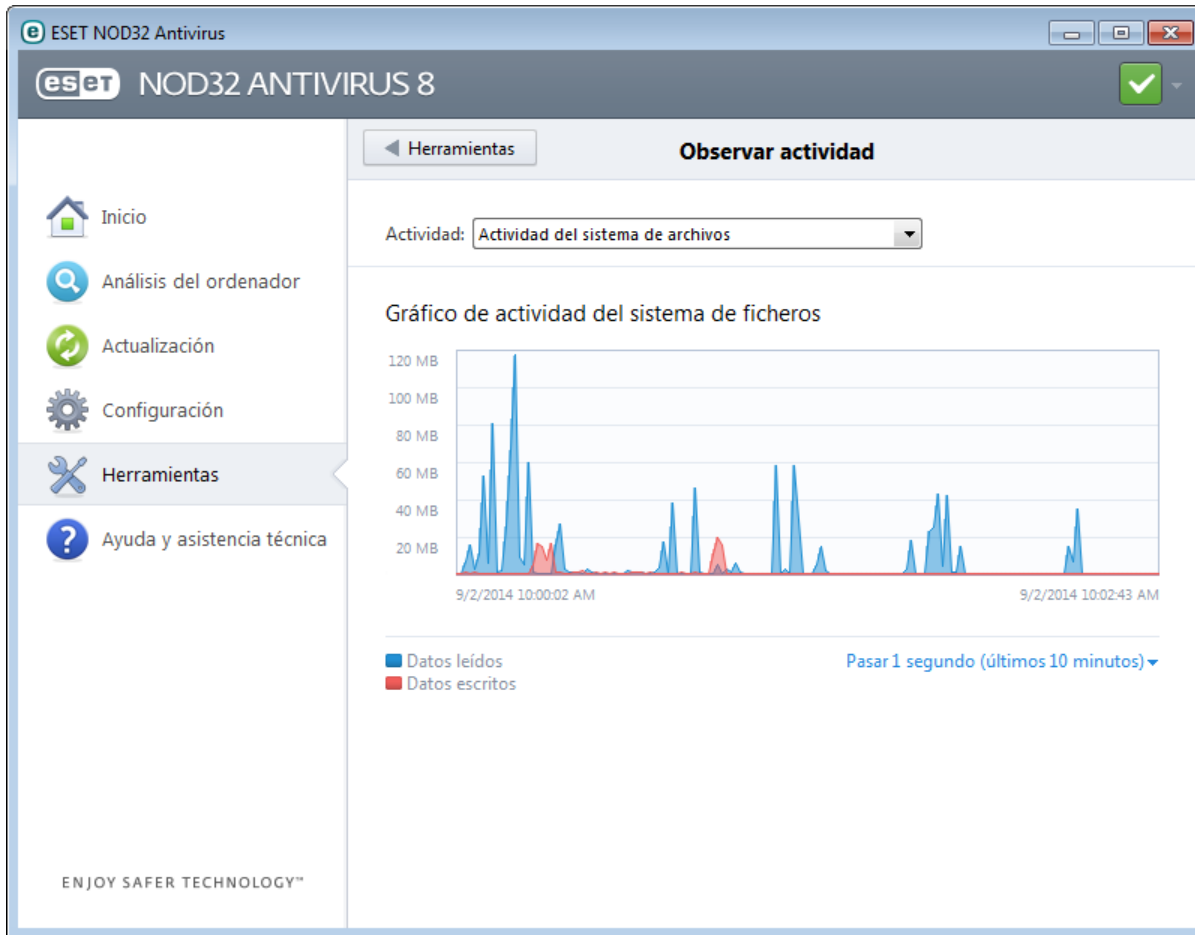 ESET NOD32 Antivirus
eset NOD32 ANTIVIRUS 8
Herramientas
Observar actividad
Inicio
Análisis del ordenador
Actualización
Configuración
Herramientas
Ayuda y asistencia técnica
Actividad: Actividad del sistema de archivos
Gráfico de actividad del sistema de ficheros
120 MB
100 MB
80 MB
60 MB
40 MB
20 MB
9/2/2014 10:00:02 AM
9/2/2014 10:02:43 AM
Datos leídos
Datos escritos
Pasar 1 segundo (últimos 10 minutos)
ENJOY SAFER TECHNOLOGY™